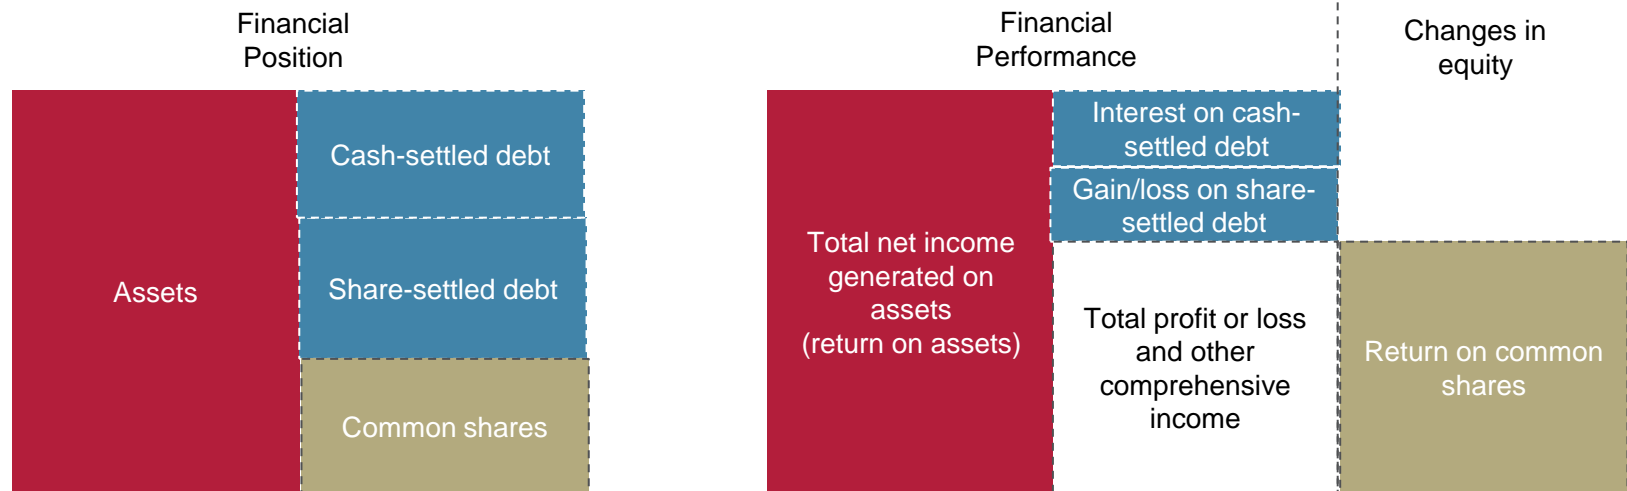 Financial
Position
Assets
Cash-settled debt
Share-settled debt
Common shares
Financial
Performance
Total net income
generated on
assets
(return on assets)
Interest on cash-
settled debt
Gain/loss on share-
settled debt
Total profit or loss
and other
comprehensive
income
Changes in
equity
Return on common
shares